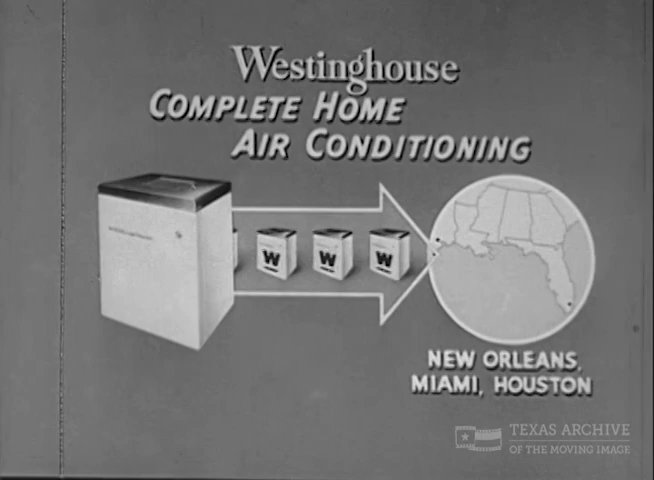 Westinghouse
COMPLETE HOME
AIR CONDITIONING
W W W
NEW ORLEANS,
MIAMI, HOUSTON
TEXAS ARCHIVE
OF THE MOVING IMAGE